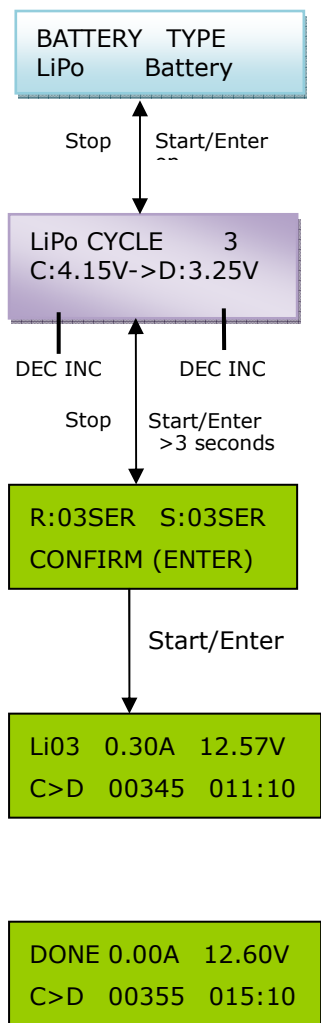 BATTERY TYPE
LiPo Battery
Stop Start/Enter
LiPo CYCLE 3
C:4.15V->D:3.25V
DEC INC DEC INC
Stop Start/Enter
>3 seconds
R:03SER S:03SER
CONFIRM (ENTER)
Start/Enter
Li03 0.30A 12.57V
C>D 00345 011:10
DONE 0.00A 12.60V
C>D 00355 015:10